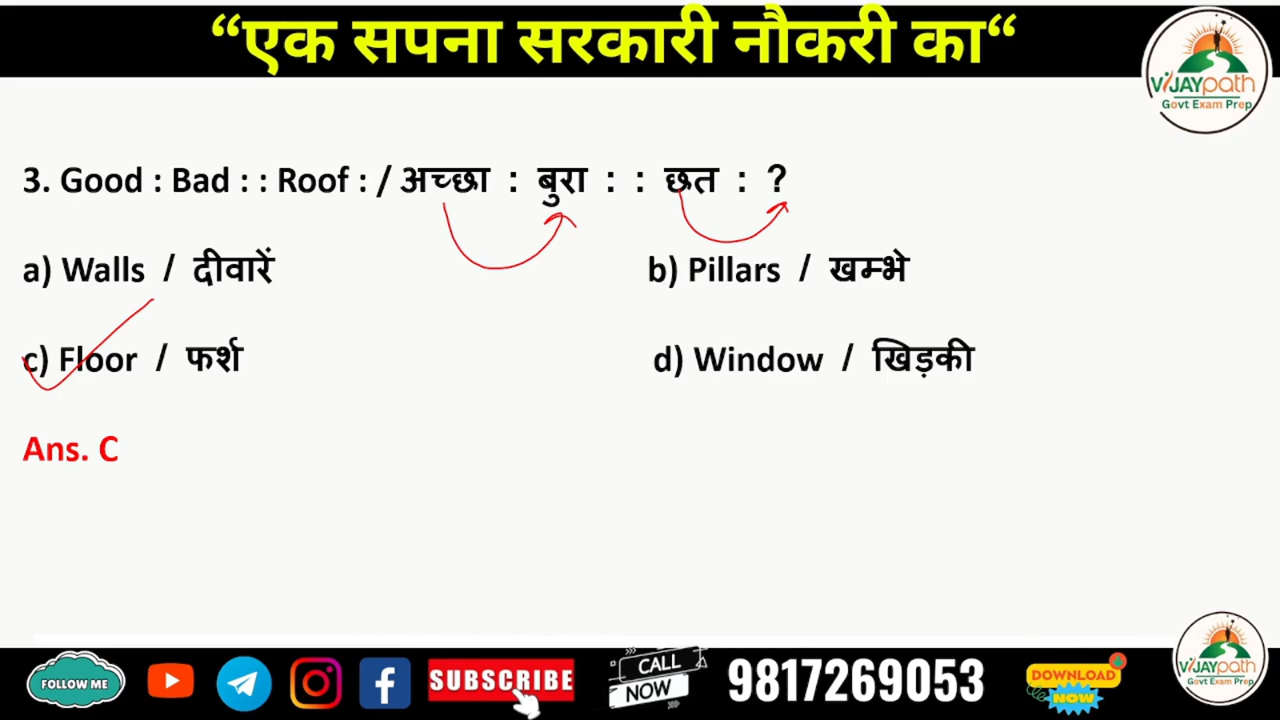 “एक सपना सरकारी नौकरी का“
VIJAYpath
Govt Exam Prep
3. Good : Bad : : Roof : / अच्छा : बुरा : : छत : ?
a) Walls / दीवारें
b) Pillars / खम्भे
c) Floor / फर्श
d) Window / खिड़की
Ans. C
FOLLOW ME
SUBSCRIBE
CALL
NOW
9817269053
DOWNLOAD
NOW
VIJAYpath
Govt Exam Prep